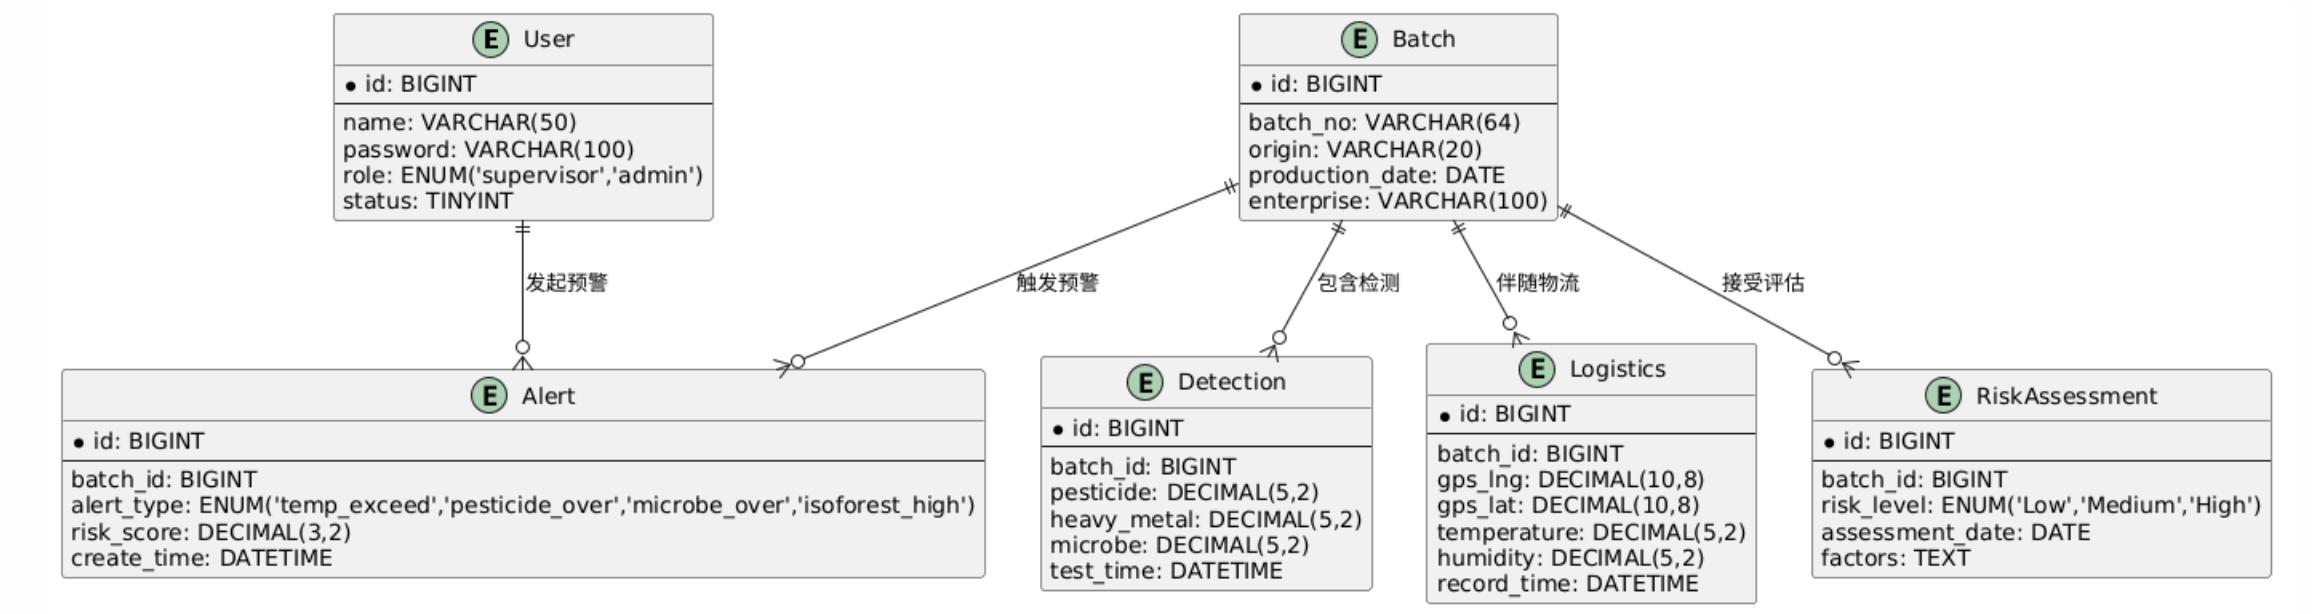 E User
• id: BIGINT
name: VARCHAR(50)
password: VARCHAR(100)
role: ENUM('supervisor','admin')
status: TINYINT
E Batch
• id: BIGINT
batch_no: VARCHAR(64)
origin: VARCHAR(20)
production_date: DATE
enterprise: VARCHAR(100)
发起预警
触发预警
包含检测
伴随物流
接受评估
E Alert
• id: BIGINT
batch_id: BIGINT
alert_type: ENUM('temp_exceed','pesticide_over','microbe_over','isoforest_high')
risk_score: DECIMAL(3,2)
create_time: DATETIME
E Detection
• id: BIGINT
batch_id: BIGINT
pesticide: DECIMAL(5,2)
heavy_metal: DECIMAL(5,2)
microbe: DECIMAL(5,2)
test_time: DATETIME
E Logistics
• id: BIGINT
batch_id: BIGINT
gps_lng: DECIMAL(10,8)
gps_lat: DECIMAL(10,8)
temperature: DECIMAL(5,2)
humidity: DECIMAL(5,2)
record_time: DATETIME
E RiskAssessment
• id: BIGINT
batch_id: BIGINT
risk_level: ENUM('Low','Medium','High')
assessment_date: DATE
factors: TEXT